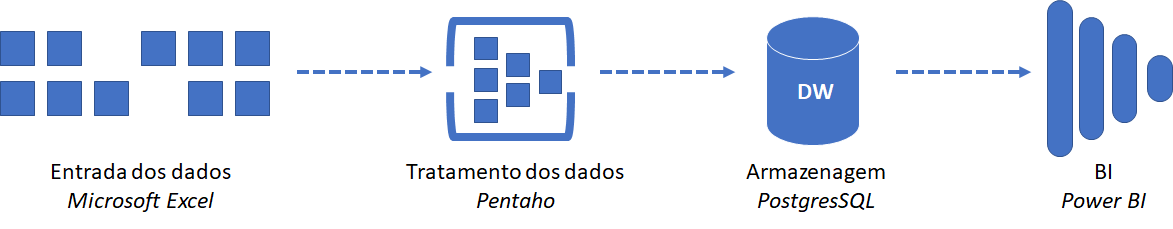 DW
Entrada dos dados
Microsoft Excel
Tratamento dos dados
Pentaho
Armazenagem
PostgresSQL
BI
Power BI